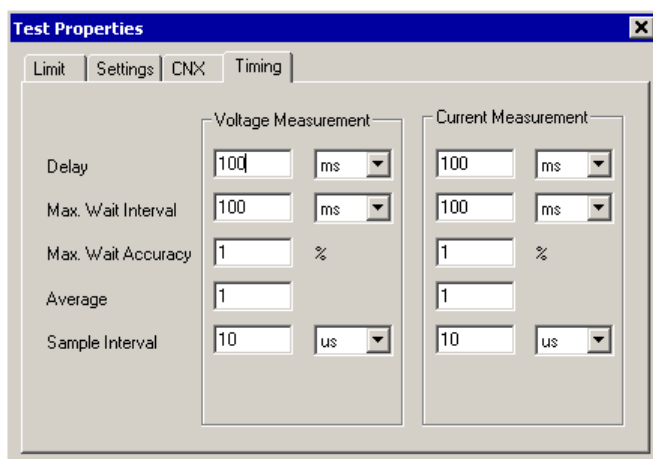 Test Properties
Limit Settings CNX Timing
Voltage Measurement Current Measurement
Delay 100 ms 100 ms
Max. Wait Interval 100 ms 100 ms
Max. Wait Accuracy 1 % 1 %
Average 1 1
Sample Interval 10 us 10 us